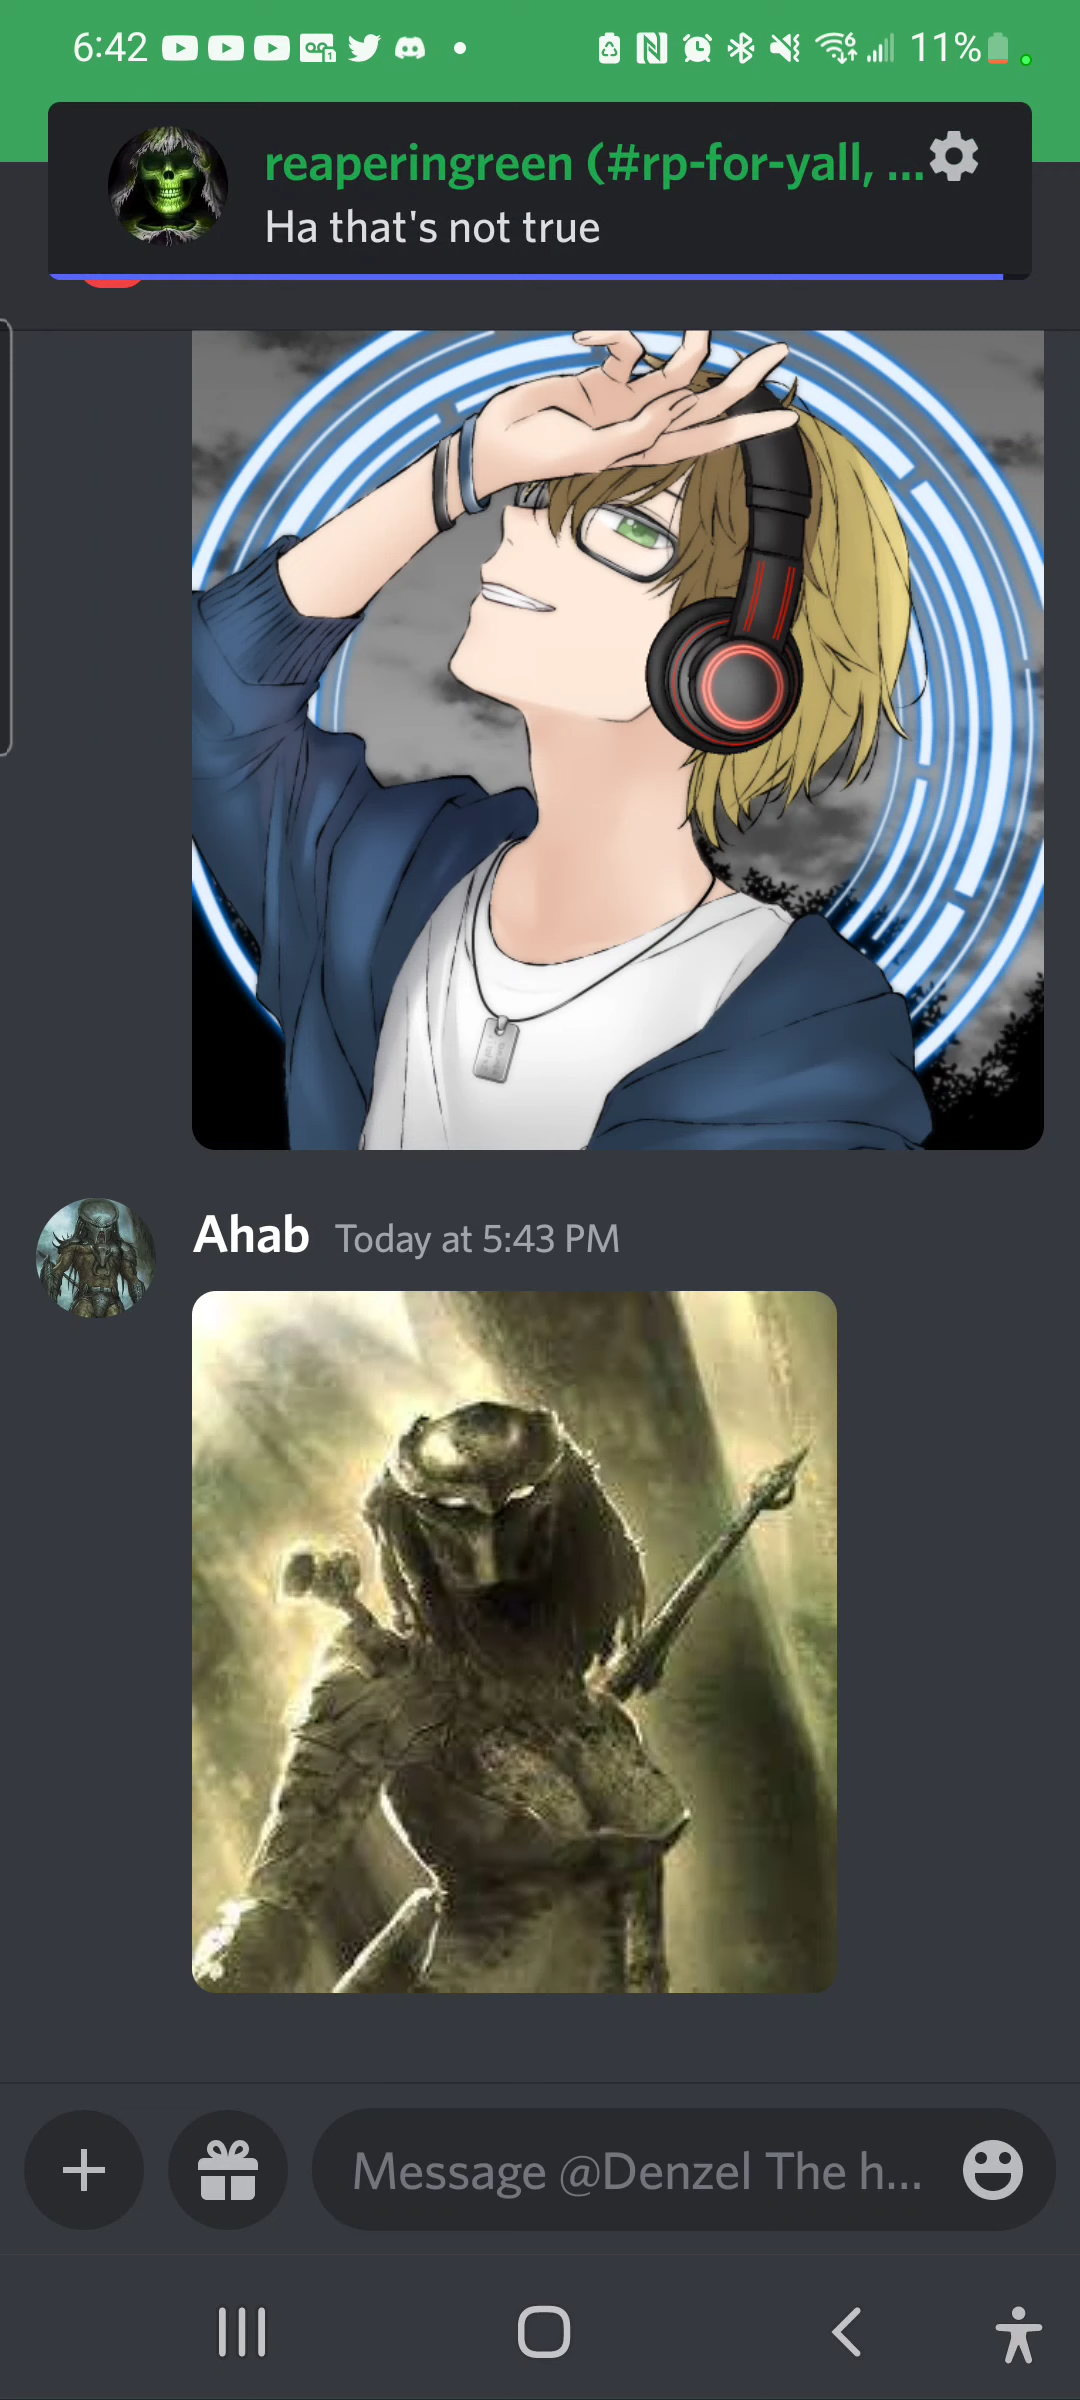 6:42
11%
reaperingreen (#rp-for-yall, ...
Ha that's not true
Ahab Today at 5:43 PM
Message @Denzel The h...